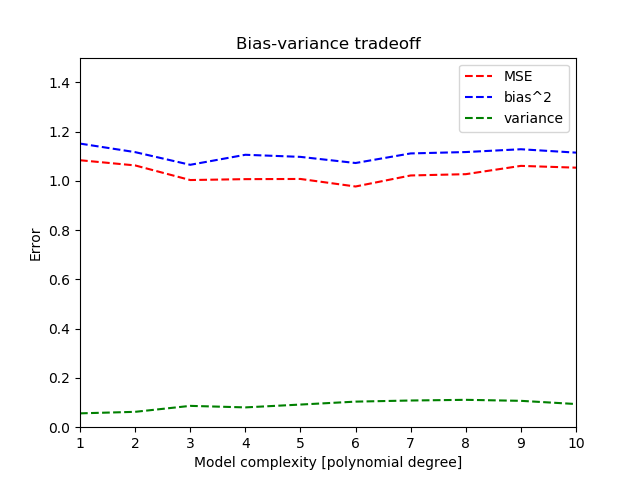 Bias-variance tradeoff
MSE
bias^2
variance
Error
1.4
1.2
1.0
0.8
0.6
0.4
0.2
0.0
1 2 3 4 5 6 7 8 9 10
Model complexity [polynomial degree]